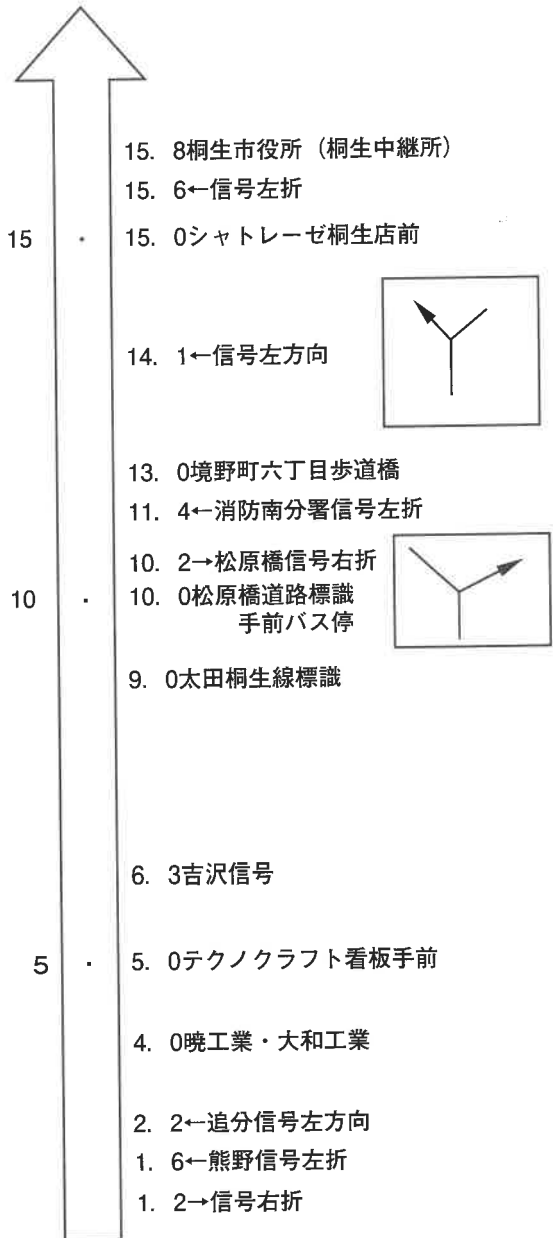 15. 8桐生市役所（桐生中継所）
15. 6←信号左折
15 ・ 15. 0シャトレーゼ桐生店前
14. 1←信号左方向
13. 0境野町六丁目歩道橋
11. 4←消防南分署信号左折
10. 2→松原橋信号右折
10 ・ 10. 0松原橋道路標識
手前バス停
9. 0太田桐生線標識
6. 3吉沢信号
5 ・ 5. 0テクノクラフト看板手前
4. 0暁工業・大和工業
2. 2←追分信号左方向
1. 6←熊野信号左折
1. 2→信号右折